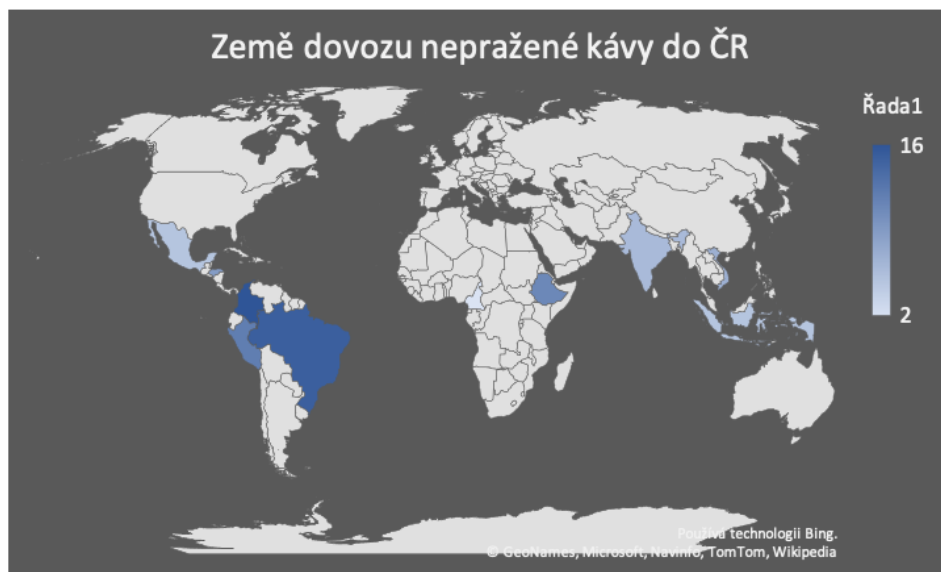 Země dovozu nepražené kávy do ČR
Řada1
16
2
Používá technologii Bing.
© GeoNames, Microsoft, Navinfo, TomTom, Wikipedia